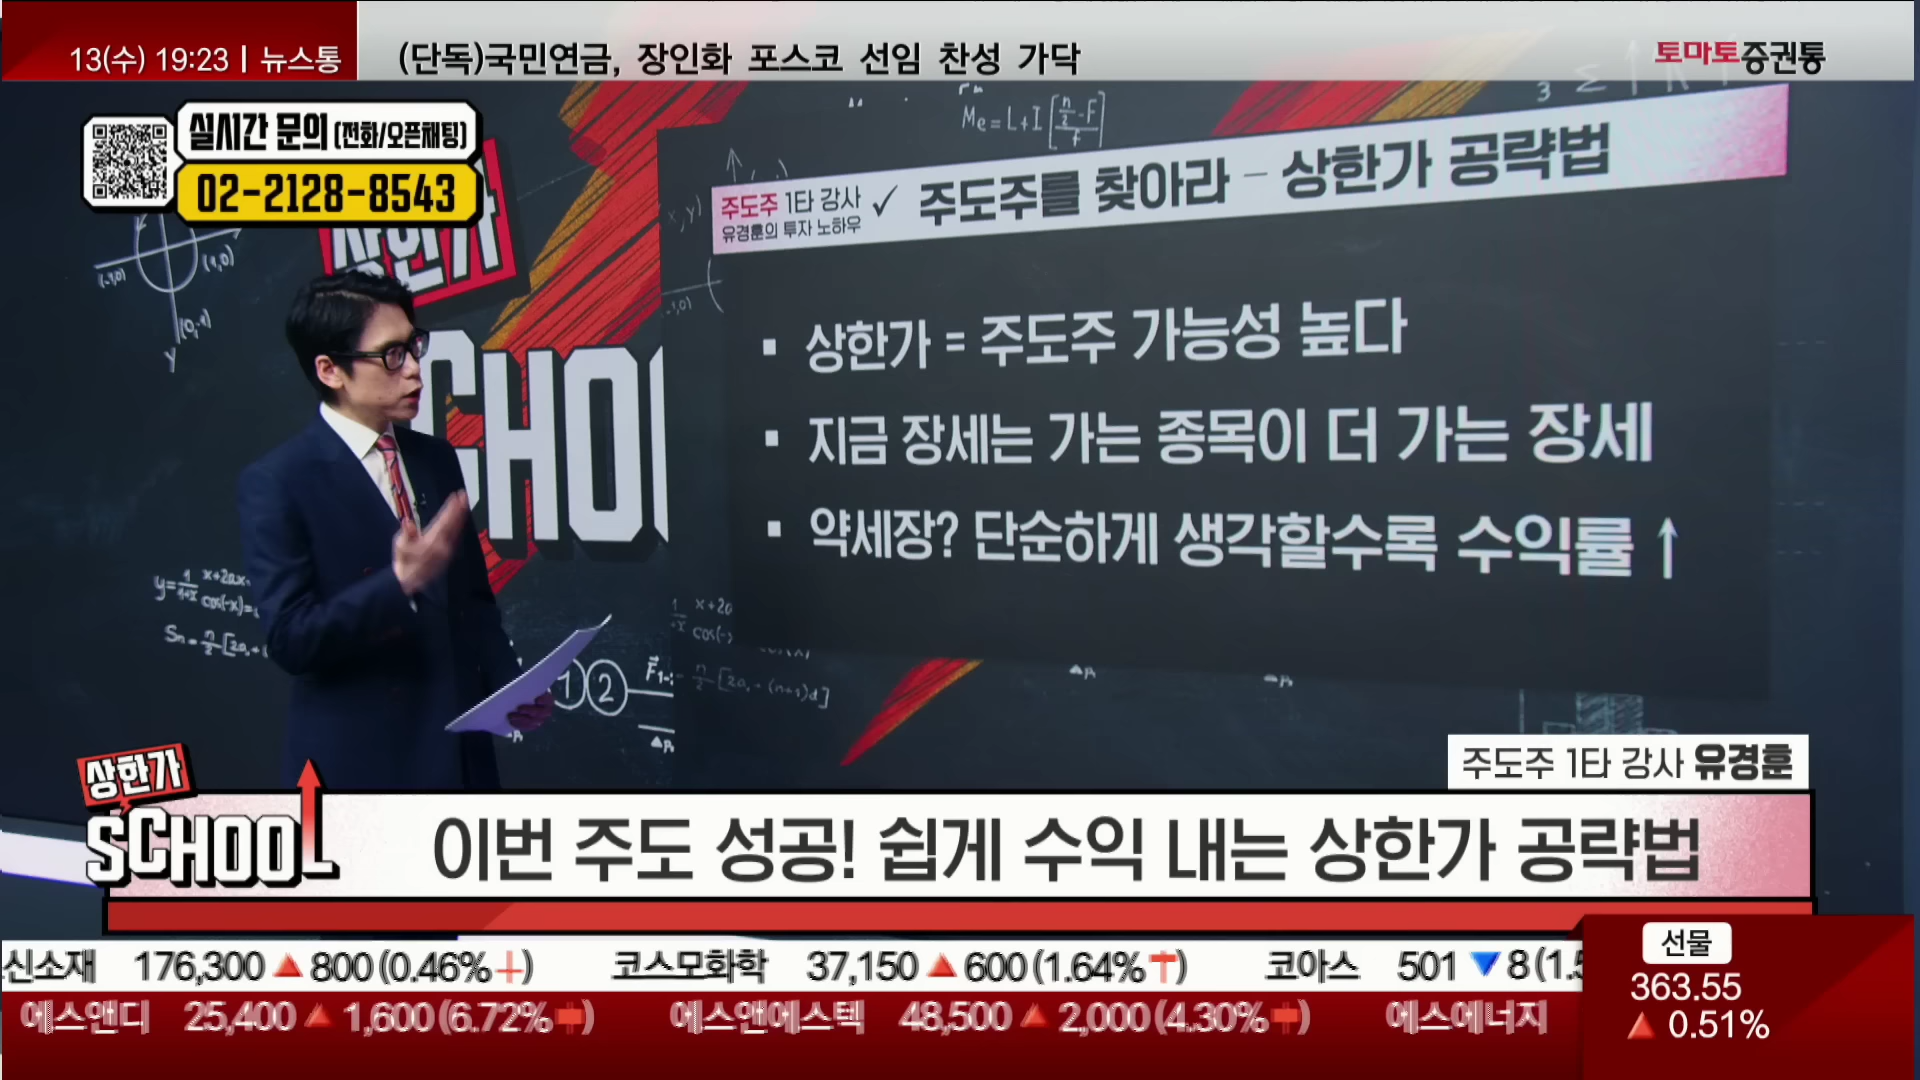 13(수) 19:23 | 뉴스통
(단독)국민연금, 장인화 포스코 선임 찬성 가닥
토마토증권통
실시간 문의 (전화/오픈채팅)
02-2128-8543
주도주 1타 강사
유경훈의 투자 노하우
✓ 주도주를 찾아라 - 상한가 공략법
▪ 상한가 = 주도주 가능성 높다
▪ 지금 장세는 가는 종목이 더 가는 장세
▪ 약세장? 단순하게 생각할수록 수익률 ↑
상한가
주도주 1타 강사 유경훈
상한가
SCHOOL
이번 주도 성공! 쉽게 수익 내는 상한가 공략법
신소재 176,300 ▲ 800 (0.46%) 코스모화학 37,150 ▲ 600 (1.64%) 코아스 501 ▼ 8
에스앤디 25,400 ▲ 1,600 (6.72%) 에스앤에스텍 48,500 ▲ 2,000 (4.30%) 에스에너지
선물
363.55
▲ 0.51%